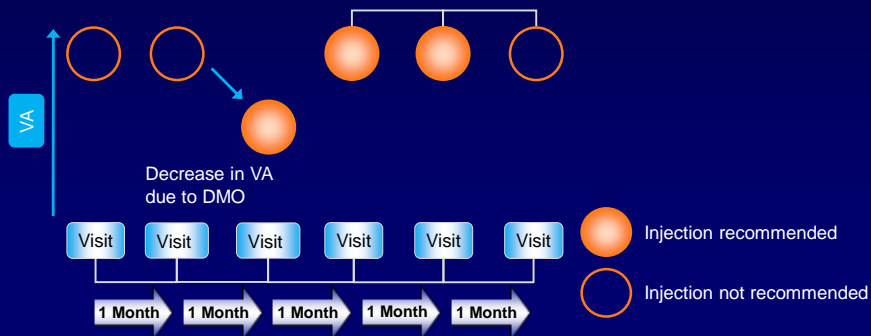 VA
Decrease in VA
due to DMO
Visit
Visit
Visit
Visit
Visit
Visit
1 Month
1 Month
1 Month
1 Month
1 Month
Injection recommended
Injection not recommended